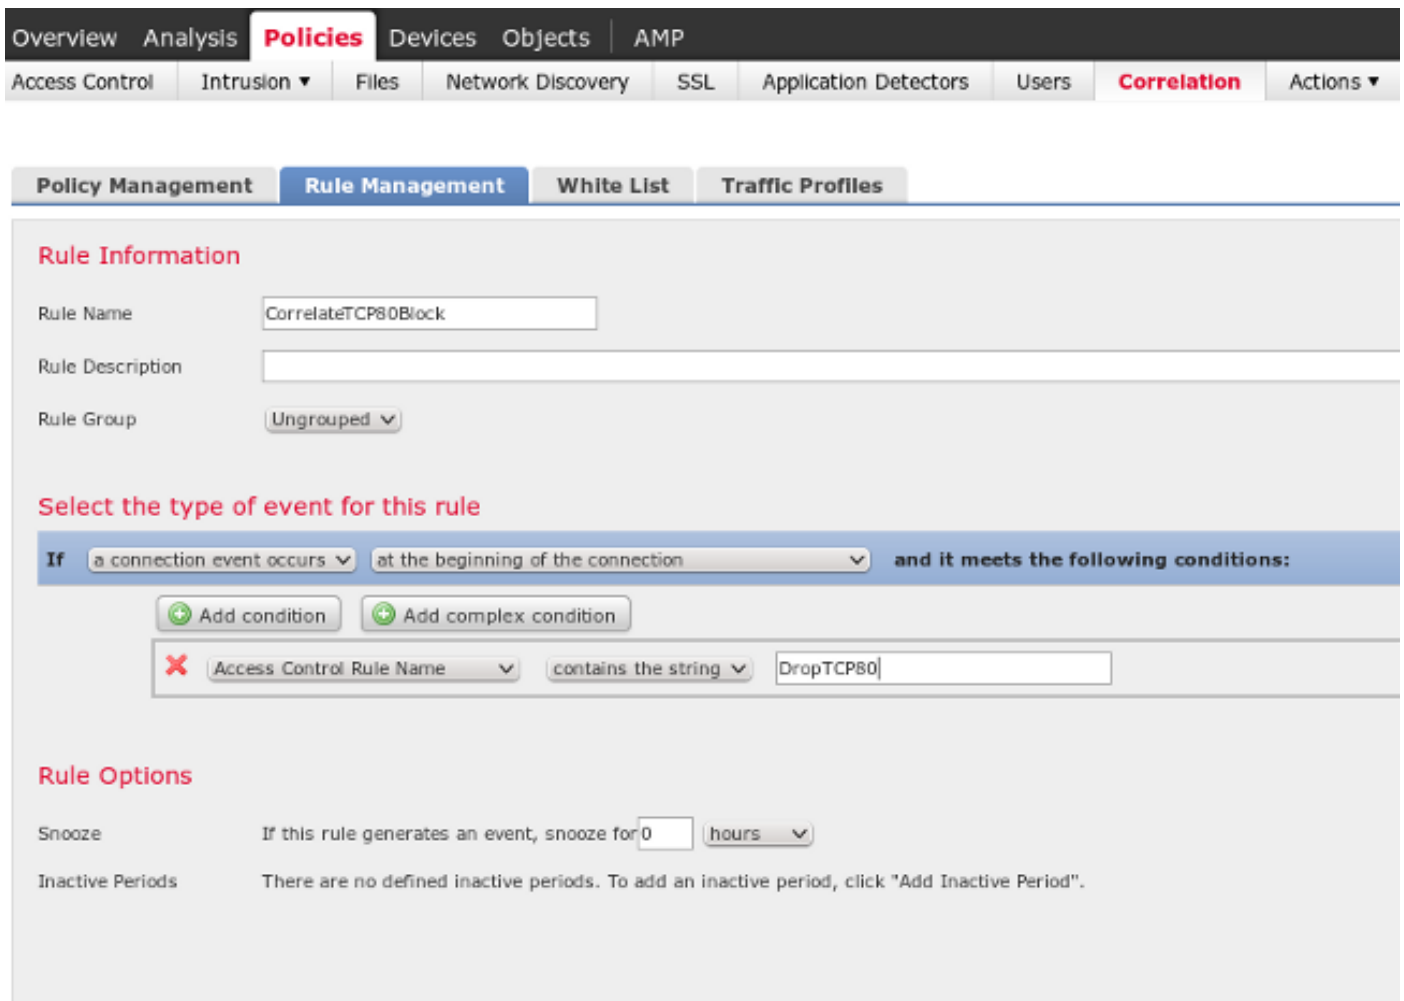 Overview Analysis Policies Devices Objects AMP
Access Control Intrusion ▼ Files Network Discovery SSL Application Detectors Users Correlation Actions ▼
Policy Management Rule Management White List Traffic Profiles
Rule Information
Rule Name CorrelateTCP80Block
Rule Description
Rule Group Ungrouped
Select the type of event for this rule
If a connection event occurs at the beginning of the connection and it meets the following conditions:
Add condition Add complex condition
Access Control Rule Name contains the string DropTCP80
Rule Options
Snooze If this rule generates an event, snooze for 0 hours
Inactive Periods There are no defined inactive periods. To add an inactive period, click "Add Inactive Period".